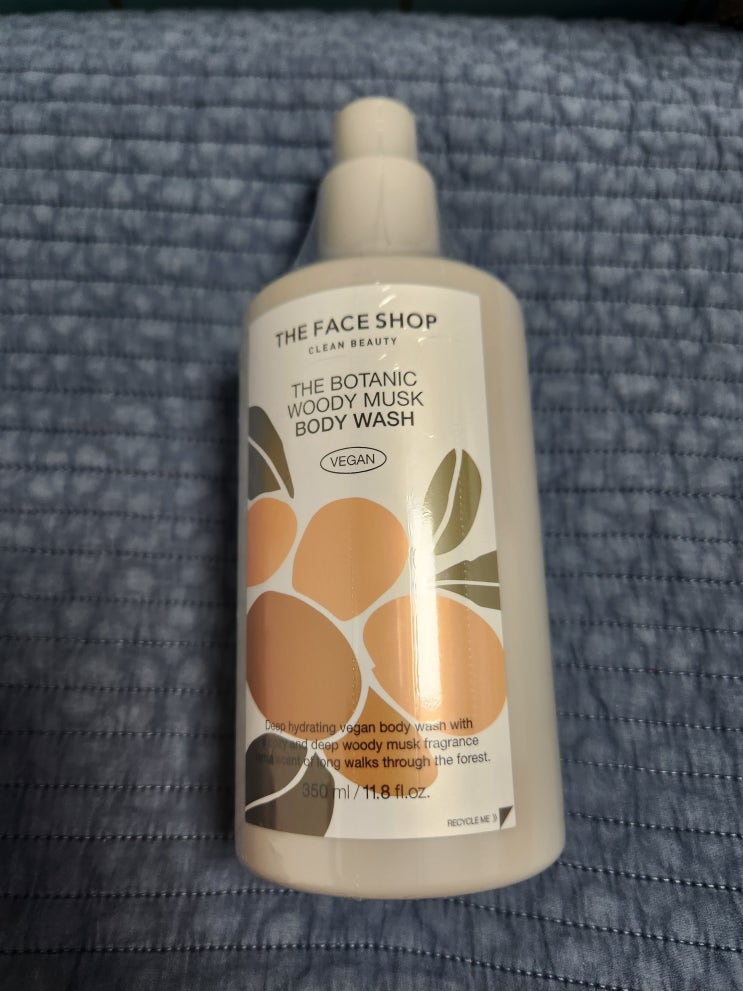 THE FACE SHOP
CLEAN BEAUTY
THE BOTANIC
WOODY MUSK
BODY WASH
VEGAN
Deep hydrating vegan body wash with
and deep woody musk fragrance
of long walks through the forest.
350 ml / 11.8 fl.oz.
RECYCLE ME